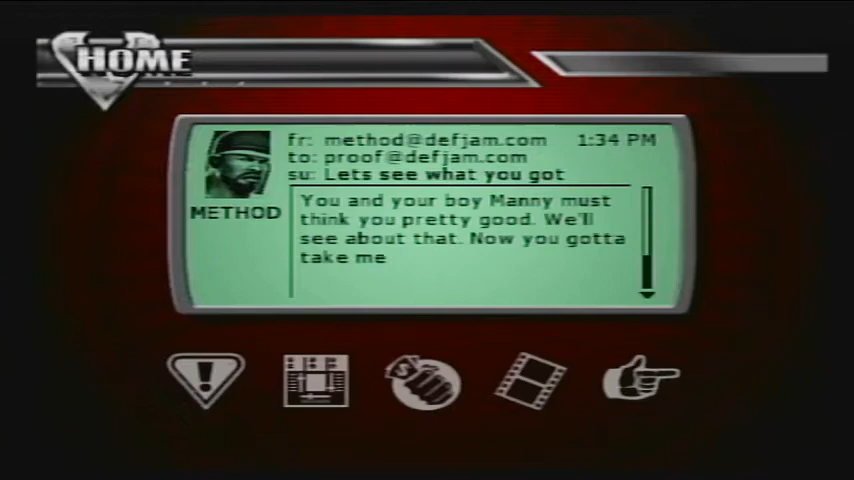 HOME
fr: method@defjam.com 1:34 PM
to: proof@defjam.com
su: Lets see what you got
METHOD
You and your boy Manny must
think you pretty good. We'll
see about that. Now you gotta
take me
$